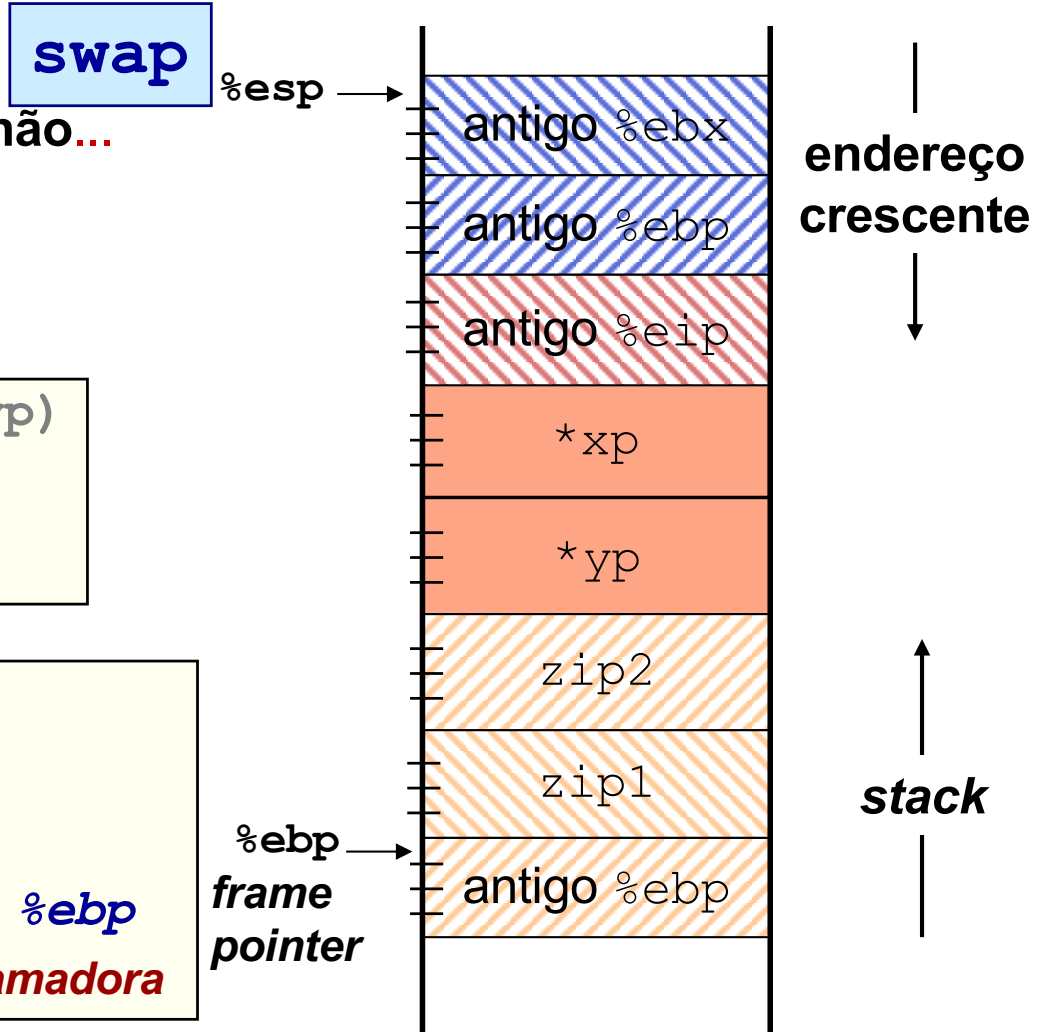 swap
%esp
não...
antigo %ebx
antigo %ebp
antigo %eip
endereço
crescente
*xp
*yp
zip2
zip1
stack
%ebp
frame
pointer
antigo %ebp
%ebp